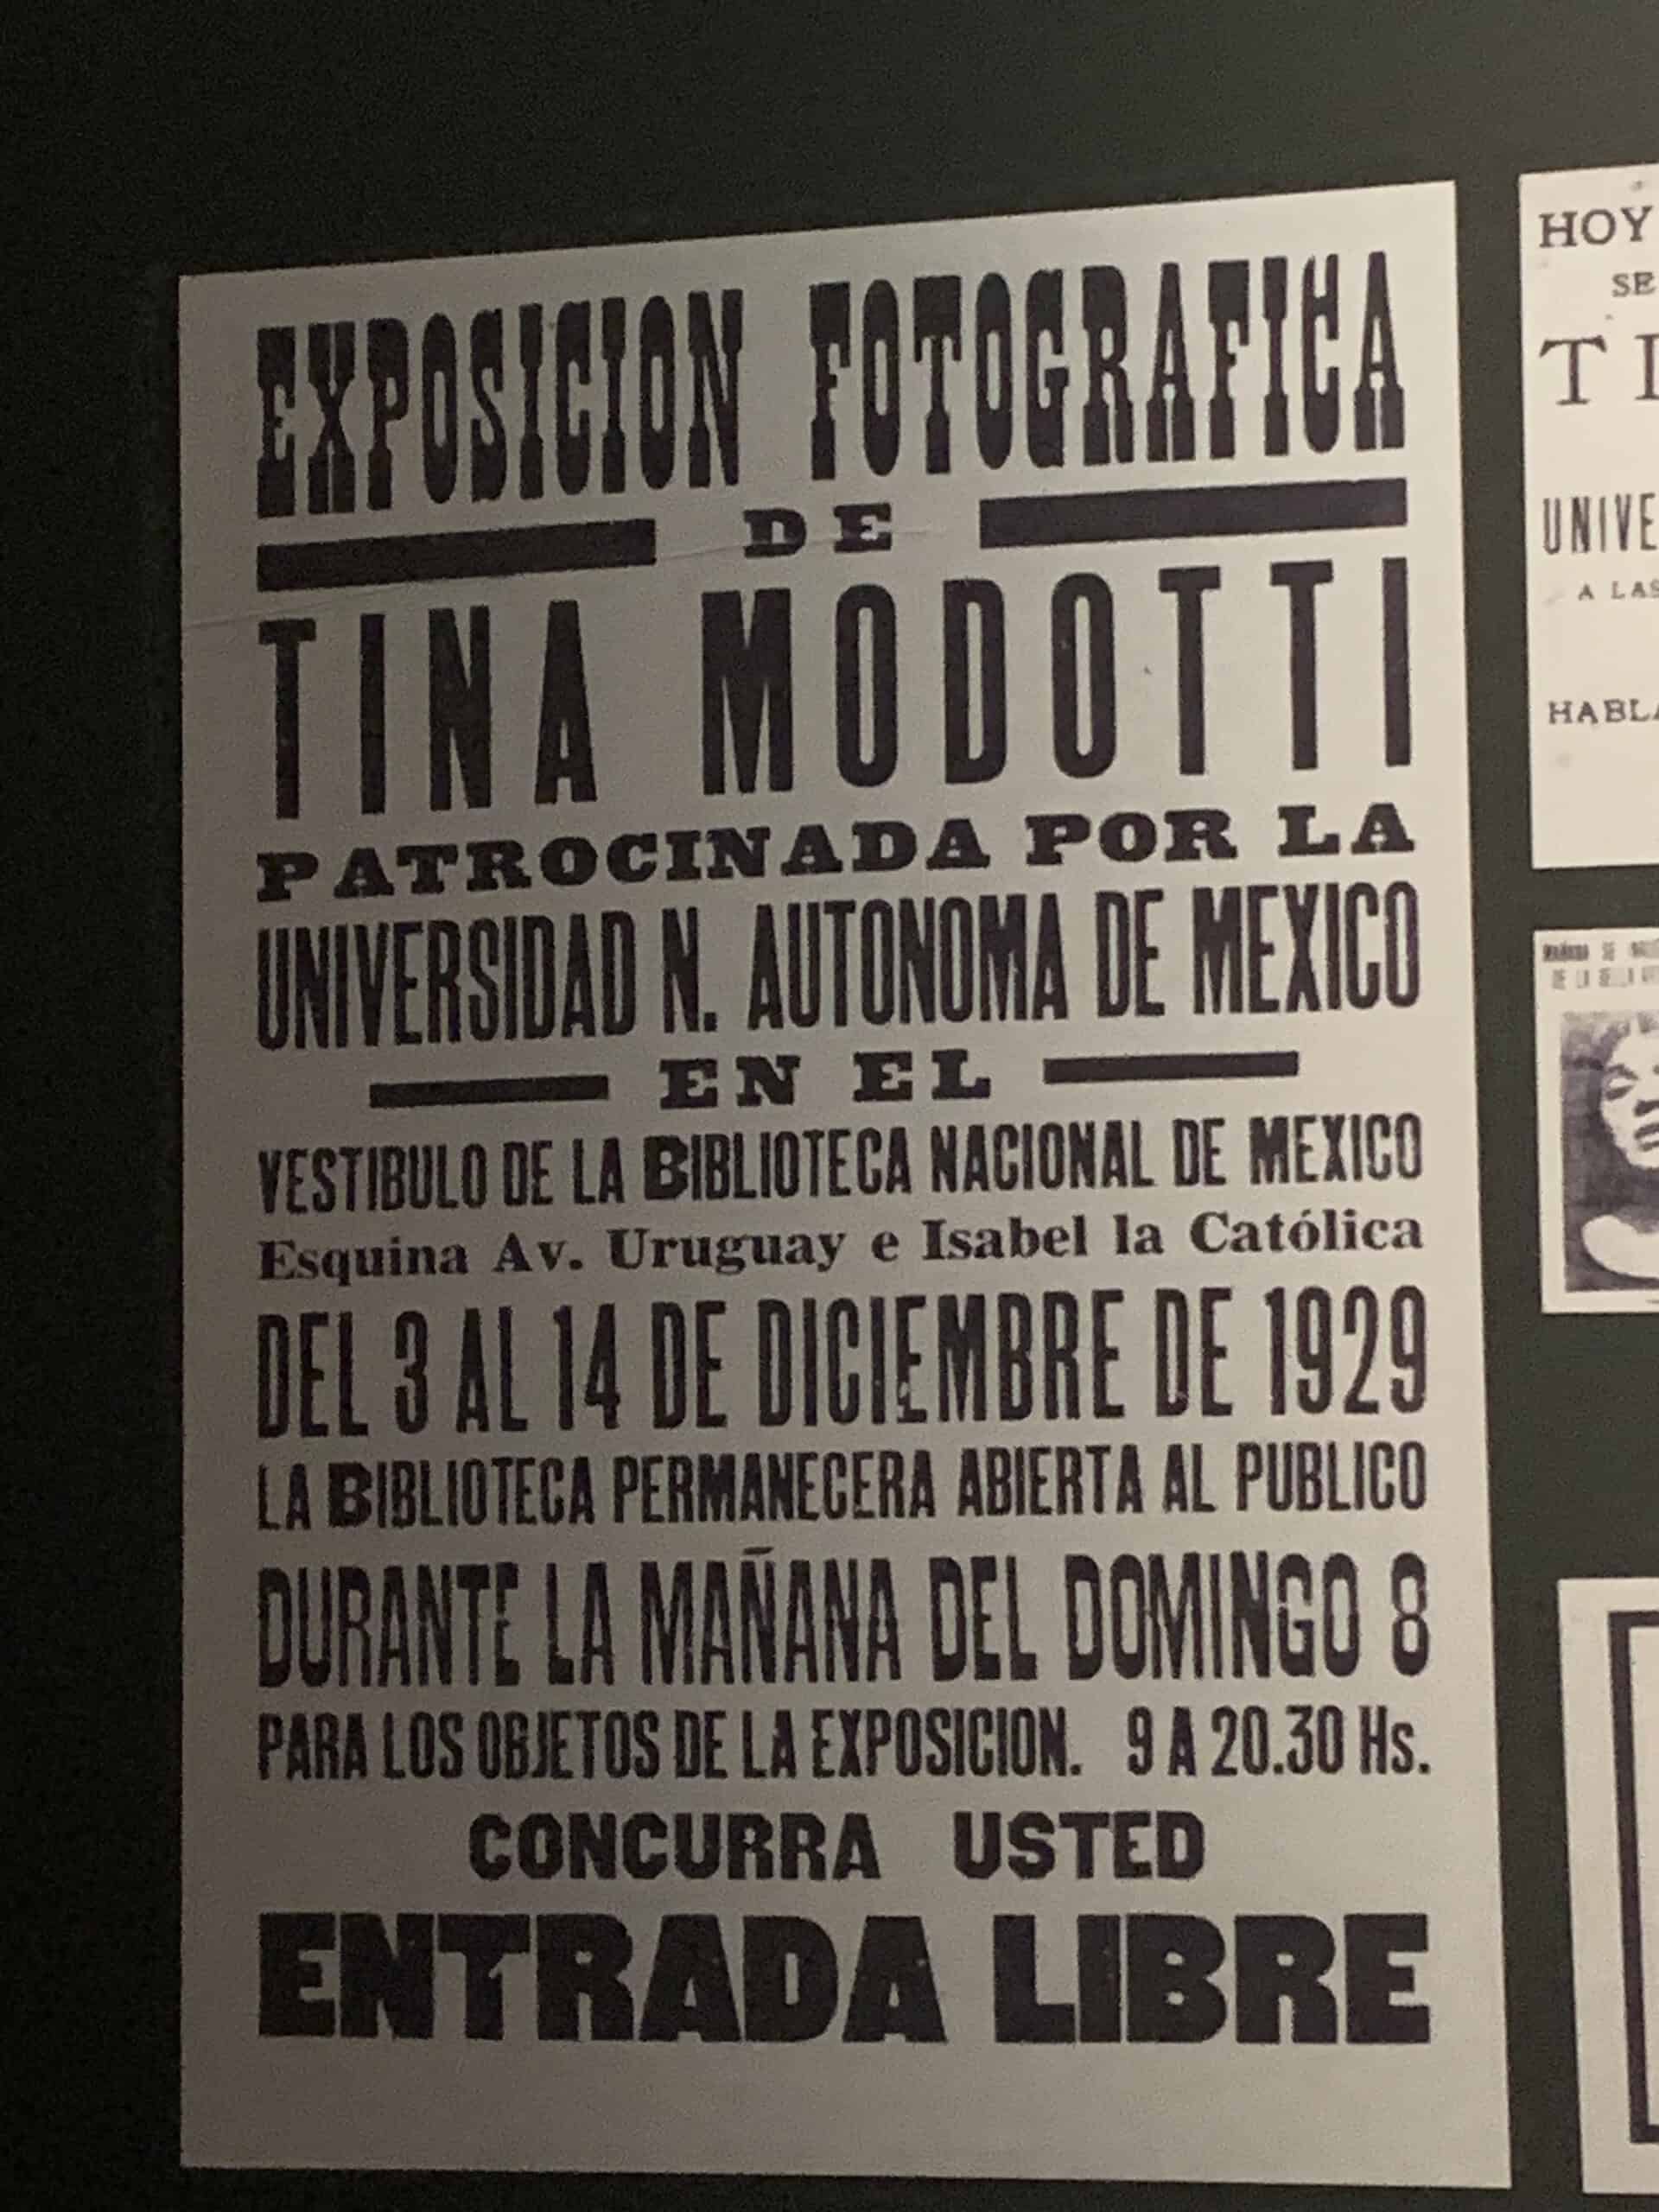 EXPOSICION FOTOGRAFICA
DE
TINA MODOTTI
PATROCINADA POR LA
UNIVERSIDAD N. AUTONOMA DE MEXICO
EN EL
VESTIBULO DE LA BIBLIOTECA NACIONAL DE MEXICO
Esquina Av. Uruguay e Isabel la Católica
DEL 3 AL 14 DE DICIEMBRE DE 1929
LA BIBLIOTECA PERMANECERA ABIERTA AL PUBLICO
DURANTE LA MAÑANA DEL DOMINGO 8
PARA LOS OBJETOS DE LA EXPOSICION. 9 A 20.30 Hs.
CONCURRA USTED
ENTRADA LIBRE
HOY
SE
TI
UNIVE
A LAS
HABLA